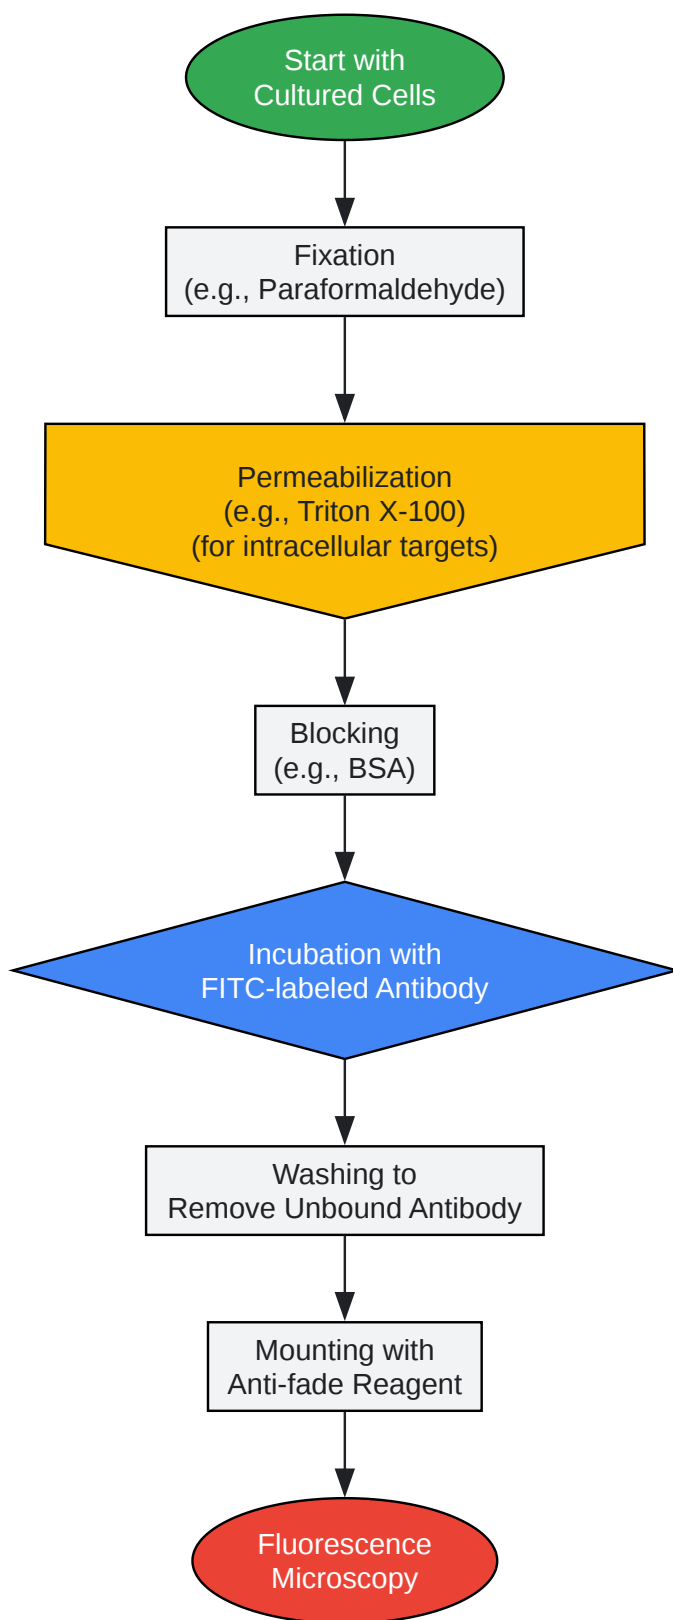 Start with
Cultured Cells
Fixation
(e.g., Paraformaldehyde)
Permeabilization
(e.g., Triton X-100)
(for intracellular targets)
Blocking
(e.g., BSA)
Incubation with
FITC-labeled Antibody
Washing to
Remove Unbound Antibody
Mounting with
Anti-fade Reagent
Fluorescence
Microscopy